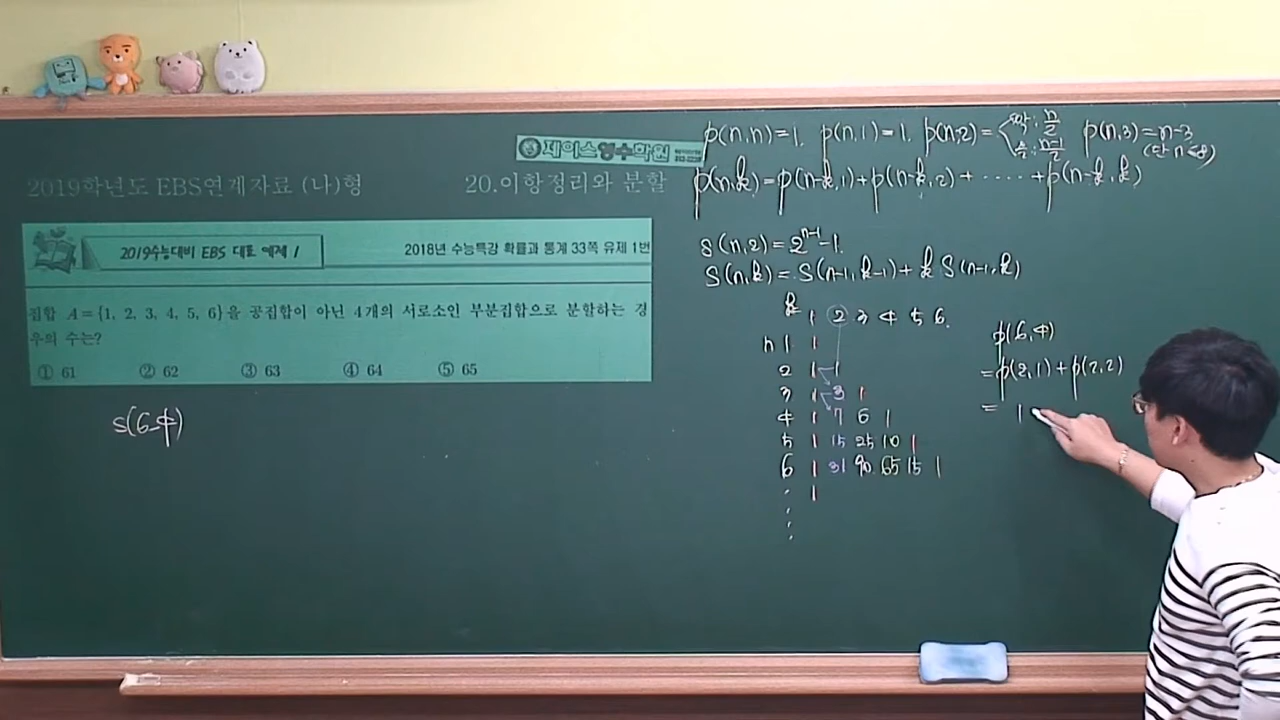 제이스영수학원
2019학년도 EBS연계자료 (나)형
20.이항정리와 분할
2019수능대비 EBS 대표 예제 1
2018년 수능특강 확률과 통계 33쪽 유제 1번
집합 A={1, 2, 3, 4, 5, 6}을 공집합이 아닌 4개의 서로소인 부분집합으로 분할하는 경
우의 수는?
① 61 ② 62 ③ 63 ④ 64 ⑤ 65
S(6,4)
p(n,n)=1. p(n,1)=1. p(n,2)= 짝: n/2 홀: n-1/2 p(n,3)=n-3
p(n,k)=p(n-k,1)+p(n-k,2)+ ····· +p(n-k,k)
S(n,2)=2^{n-1}-1.
S(n,k)=S(n-1,k-1)+k S(n-1,k)
k 1 2 3 4 5 6.
n 1 1
2 1 1
3 1 3 1
4 1 7 6 1
5 1 15 25 10 1
6 1 31 90 65 15 1
1
p(6,4)
=p(2,1)+p(2,2)
= 1